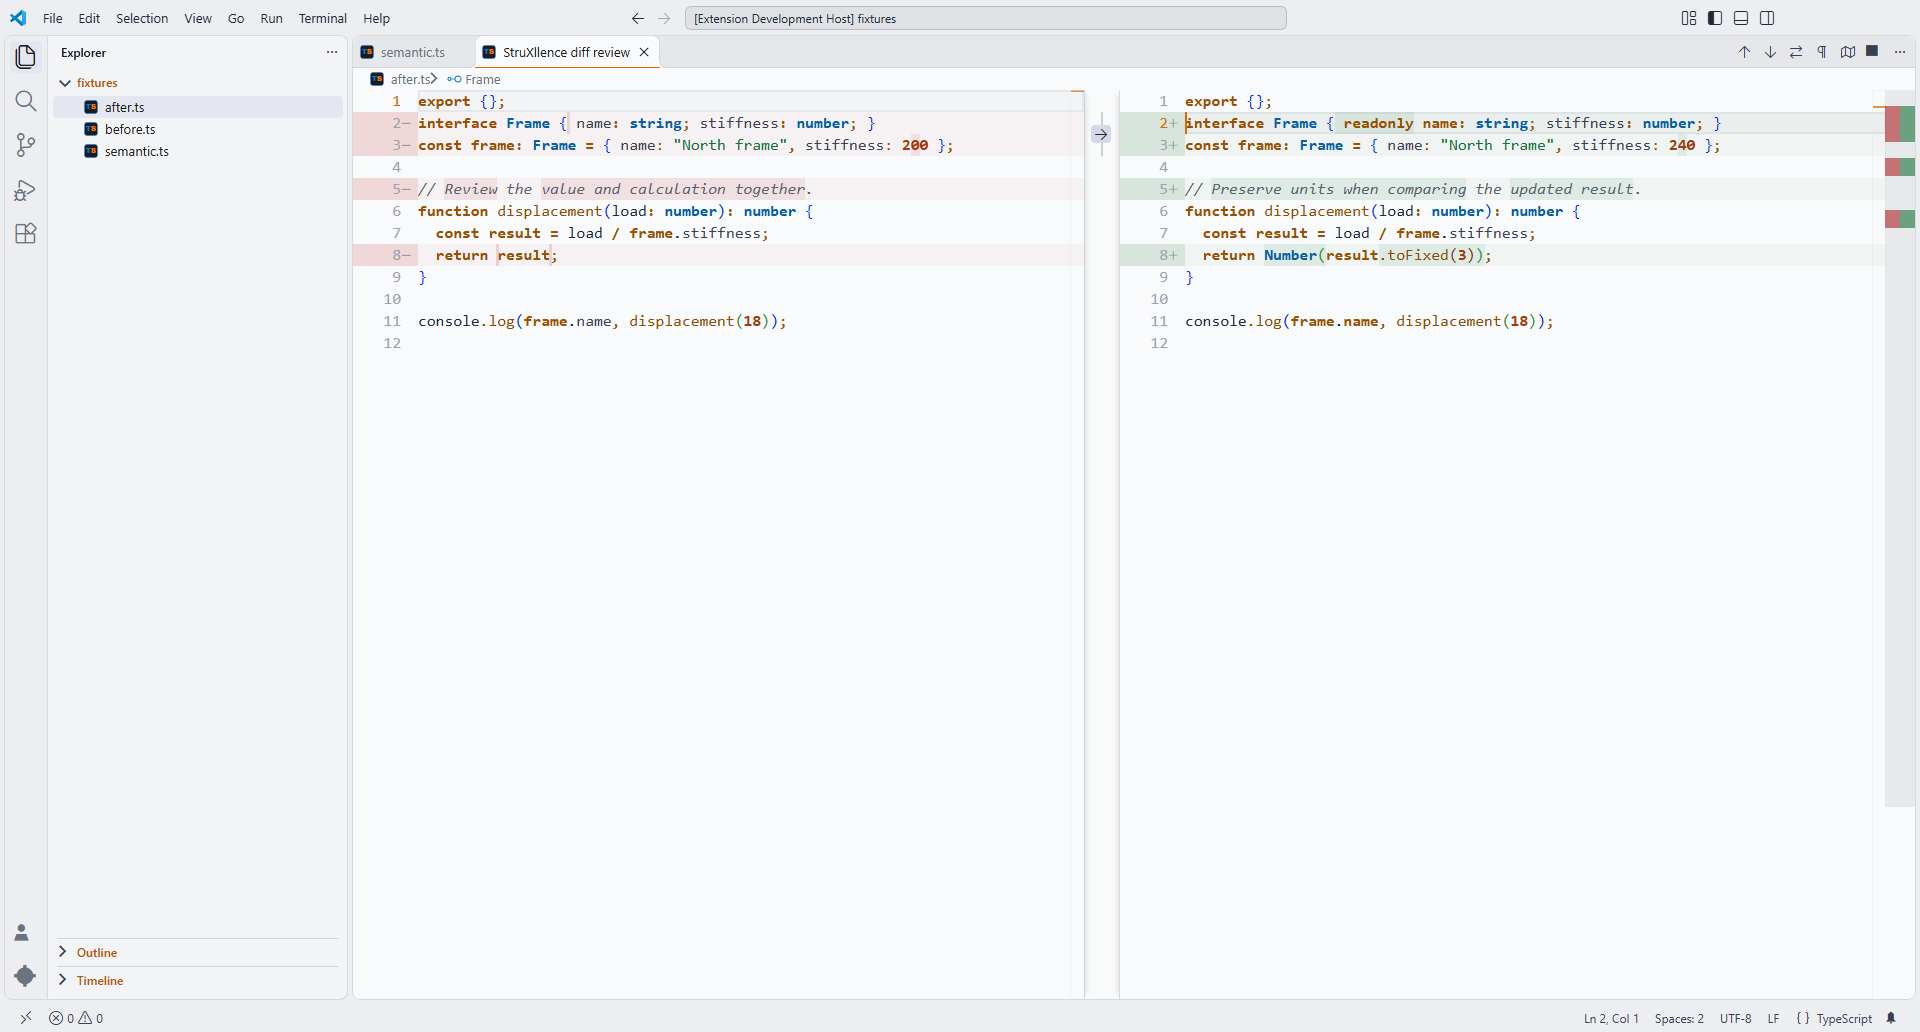 File Edit Selection View Go Run Terminal Help
[Extension Development Host] fixtures
Explorer
fixtures
TS after.ts
TS before.ts
TS semantic.ts
Outline
Timeline
TS semantic.ts
TS StruXllence diff review
TS after.ts Frame
1 export {};
2− interface Frame { name: string; stiffness: number; }
3− const frame: Frame = { name: "North frame", stiffness: 200 };
4
5− // Review the value and calculation together.
6 function displacement(load: number): number {
7 const result = load / frame.stiffness;
8− return result;
9 }
10
11 console.log(frame.name, displacement(18));
12
1 export {};
2+ interface Frame { readonly name: string; stiffness: number; }
3+ const frame: Frame = { name: "North frame", stiffness: 240 };
4
5+ // Preserve units when comparing the updated result.
6 function displacement(load: number): number {
7 const result = load / frame.stiffness;
8+ return Number(result.toFixed(3));
9 }
10
11 console.log(frame.name, displacement(18));
12
0 0
Ln 2, Col 1 Spaces: 2 UTF-8 LF { } TypeScript